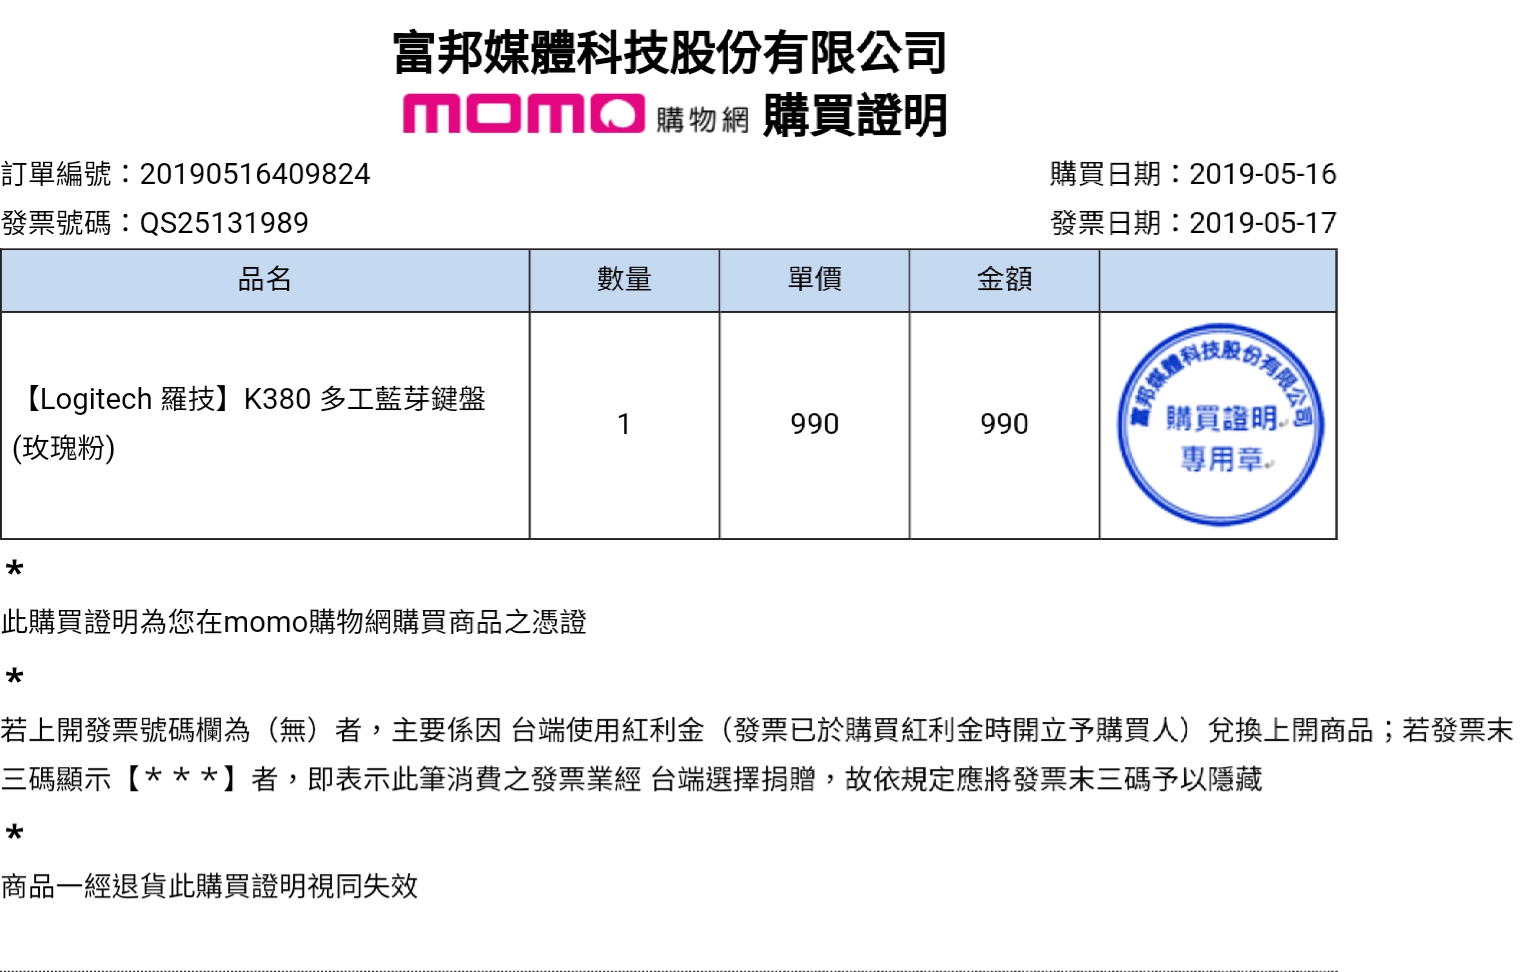 富邦媒體科技股份有限公司
momo 購物網 購買證明
訂單編號：20190516409824 購買日期：2019-05-16
發票號碼：QS25131989 發票日期：2019-05-17
品名 數量 單價 金額
【Logitech 羅技】K380 多工藍芽鍵盤
(玫瑰粉)
1 990 990
富邦媒體科技股份有限公司
購買證明
專用章
*
此購買證明為您在momo購物網購買商品之憑證
*
若上開發票號碼欄為（無）者，主要係因 台端使用紅利金（發票已於購買紅利金時開立予購買人）兌換上開商品；若發票末
三碼顯示【＊＊＊】者，即表示此筆消費之發票業經 台端選擇捐贈，故依規定應將發票末三碼予以隱藏
*
商品一經退貨此購買證明視同失效